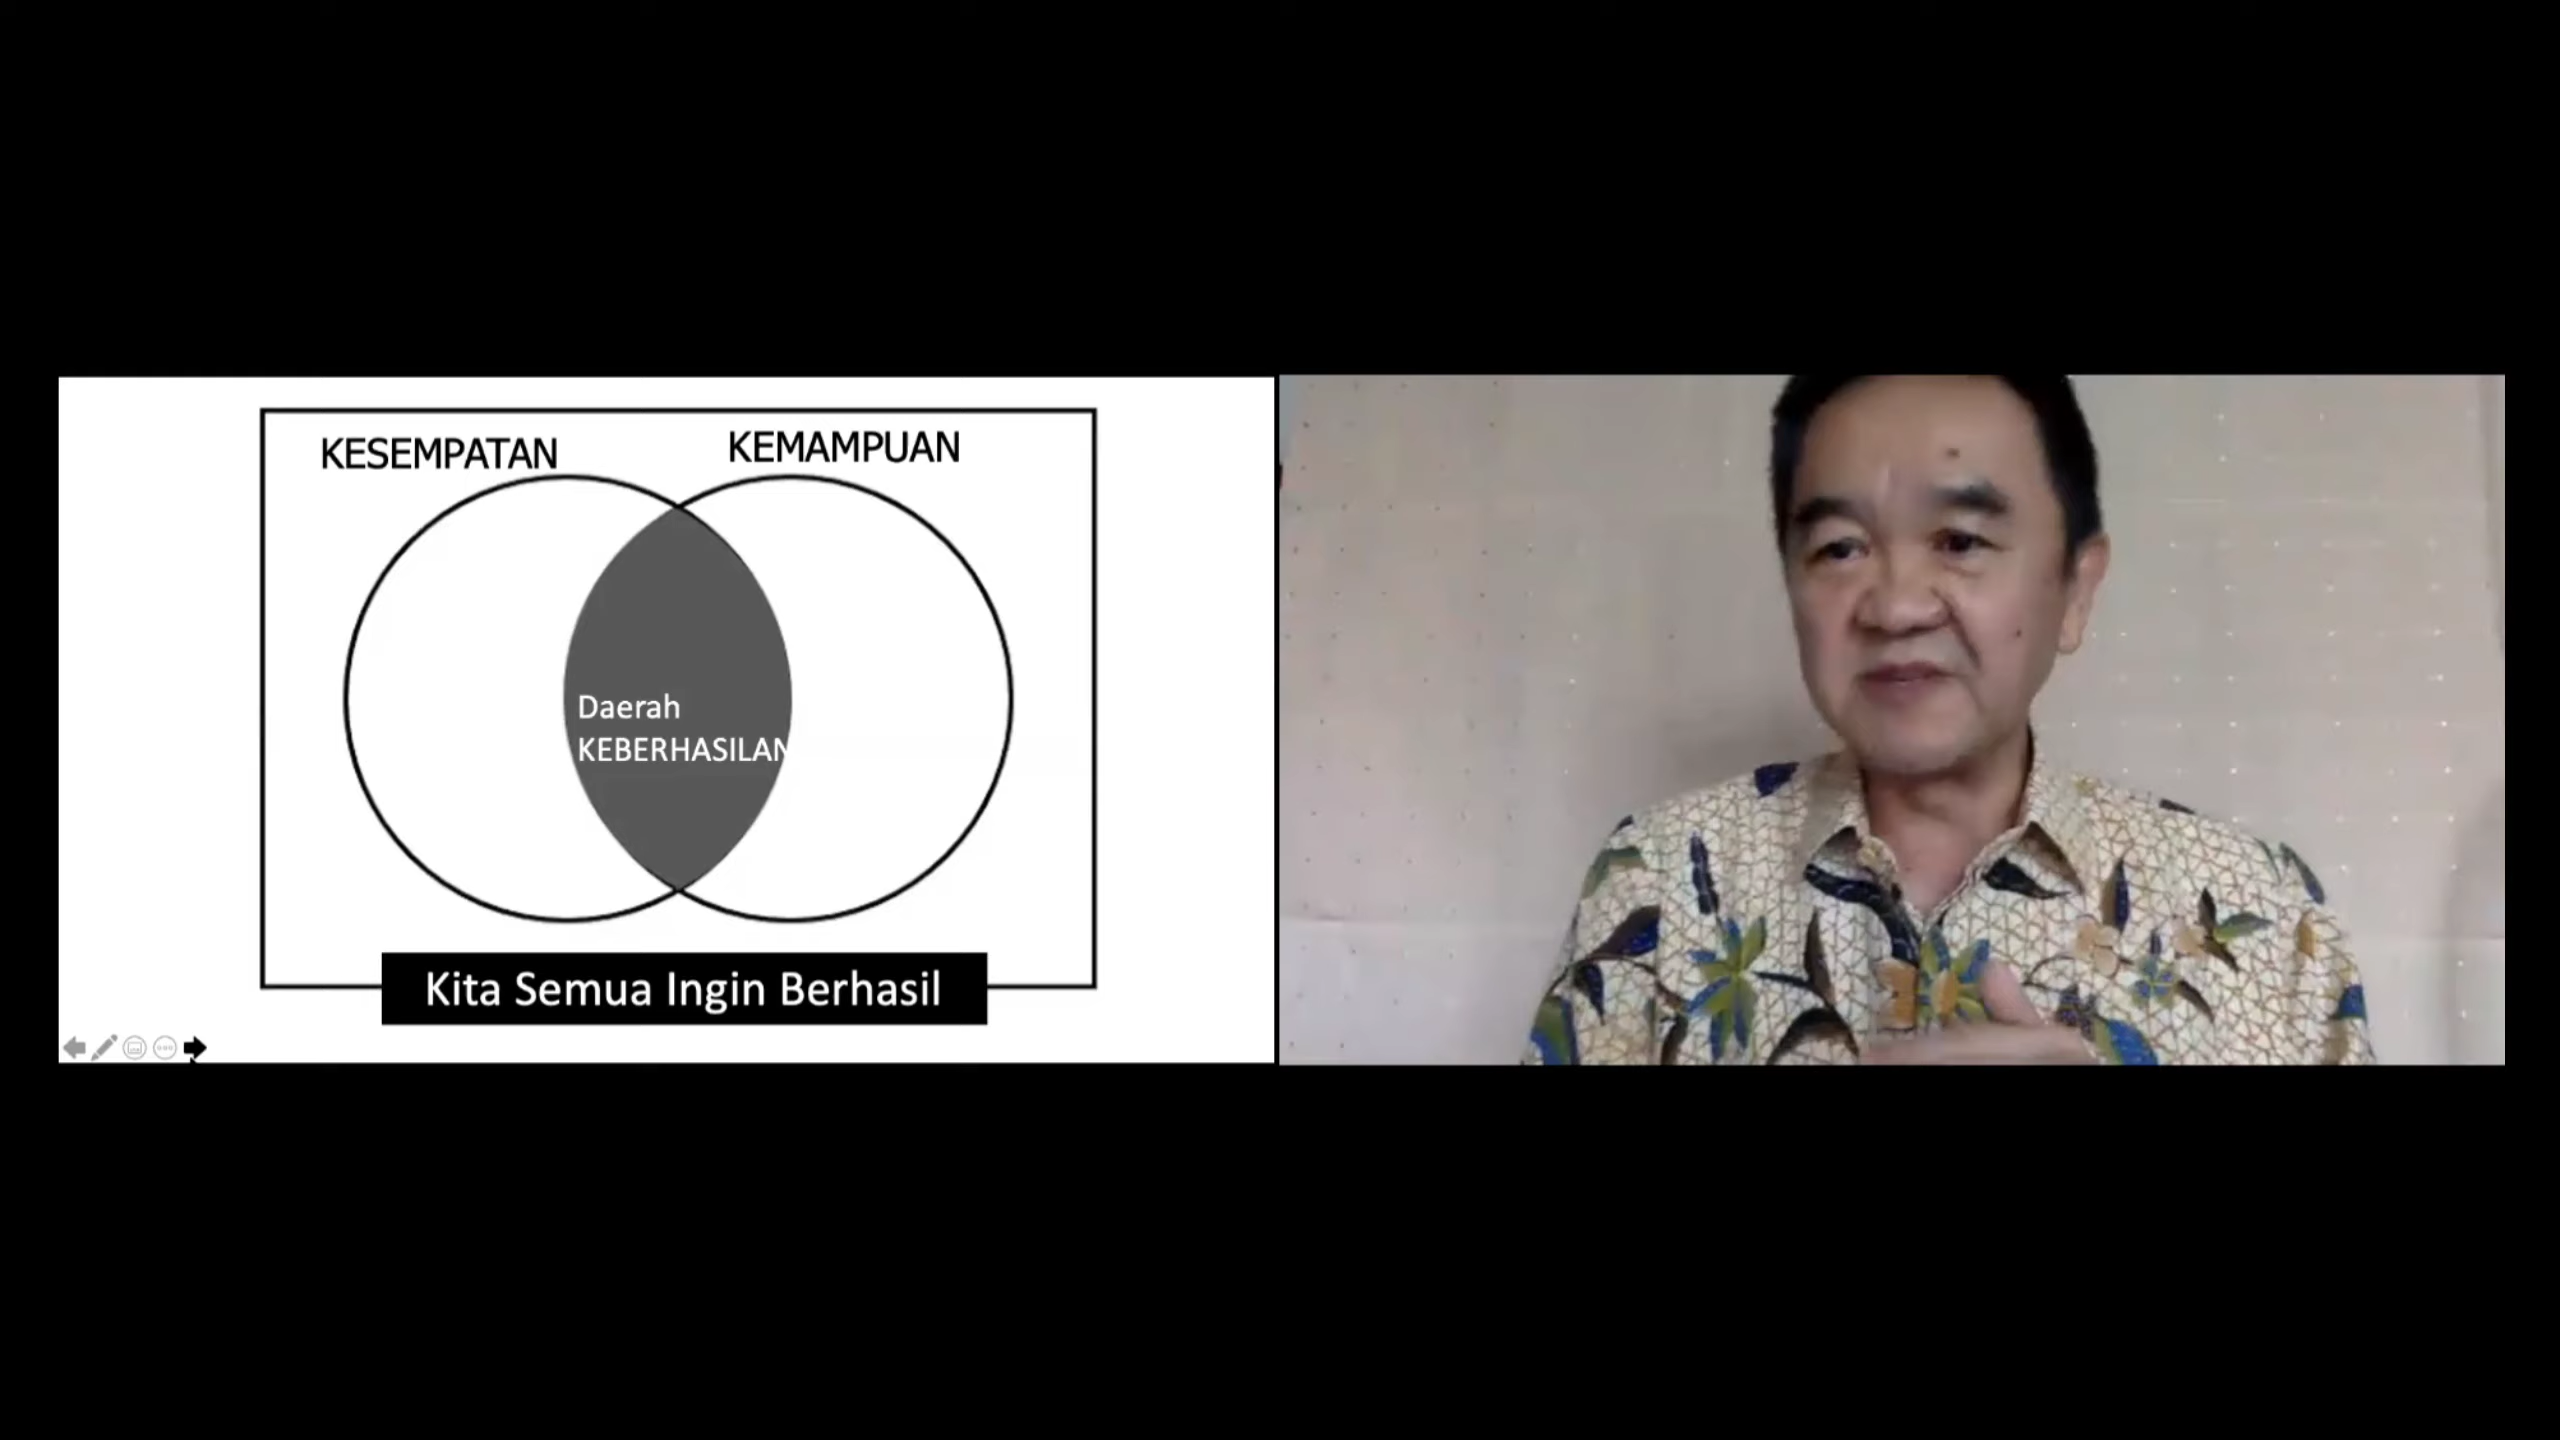 KESEMPATAN
KEMAMPUAN
Daerah
KEBERHASILAN
Kita Semua Ingin Berhasil